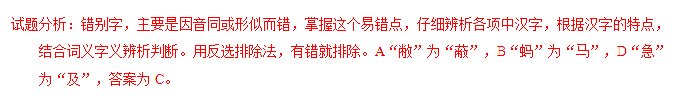 试题分析：错别字，主要是因音同或形似而错，掌握这个易错点，仔细辨析各项中汉字，根据汉字的特点，
结合词义字义辨析判断。用反选排除法，有错就排除。A“敝”为“蔽”，B“蚂”为“马”，D“急”
为“及”，答案为 C。